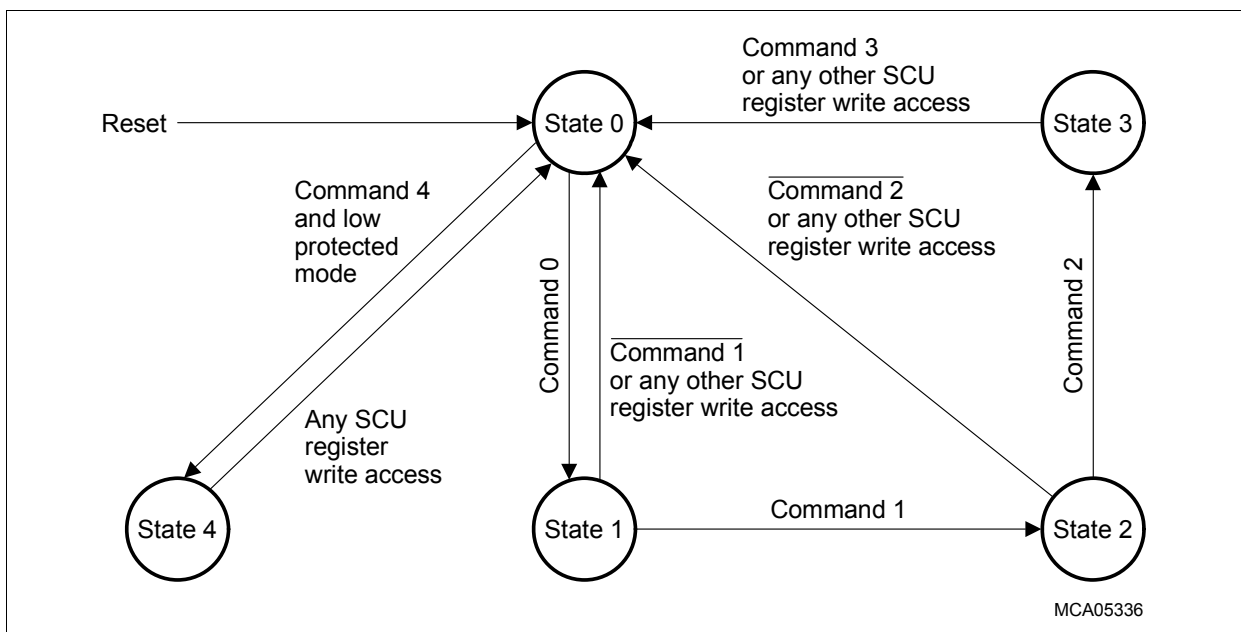 Command 3
or any other SCU
register write access
Reset
State 0
State 3
Command 4
and low
protected
mode
Command 2
or any other SCU
register write access
Command 0
Command 2
Command 1
or any other SCU
register write access
Any SCU
register
write access
State 4
State 1
Command 1
State 2
MCA05336